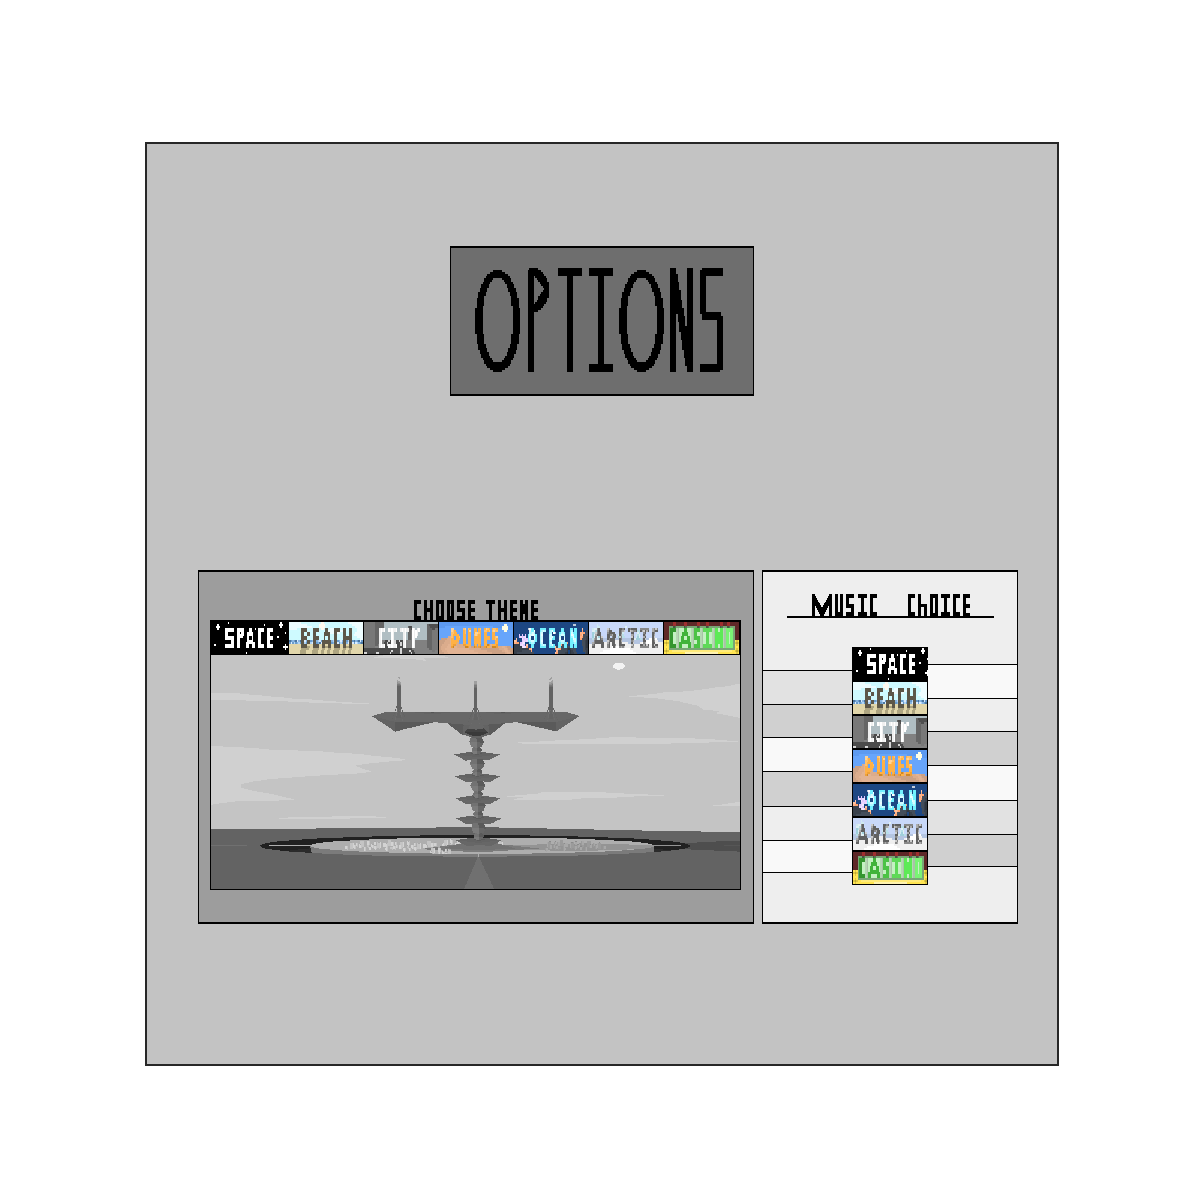 OPTIONS
CHOOSE THEME
SPACE BEACH CITY DUNES OCEAN ARCTIC CASINO
MUSIC ChOICE
SPACE
BEACH
CITY
DUNES
OCEAN
ARCTIC
CASINO